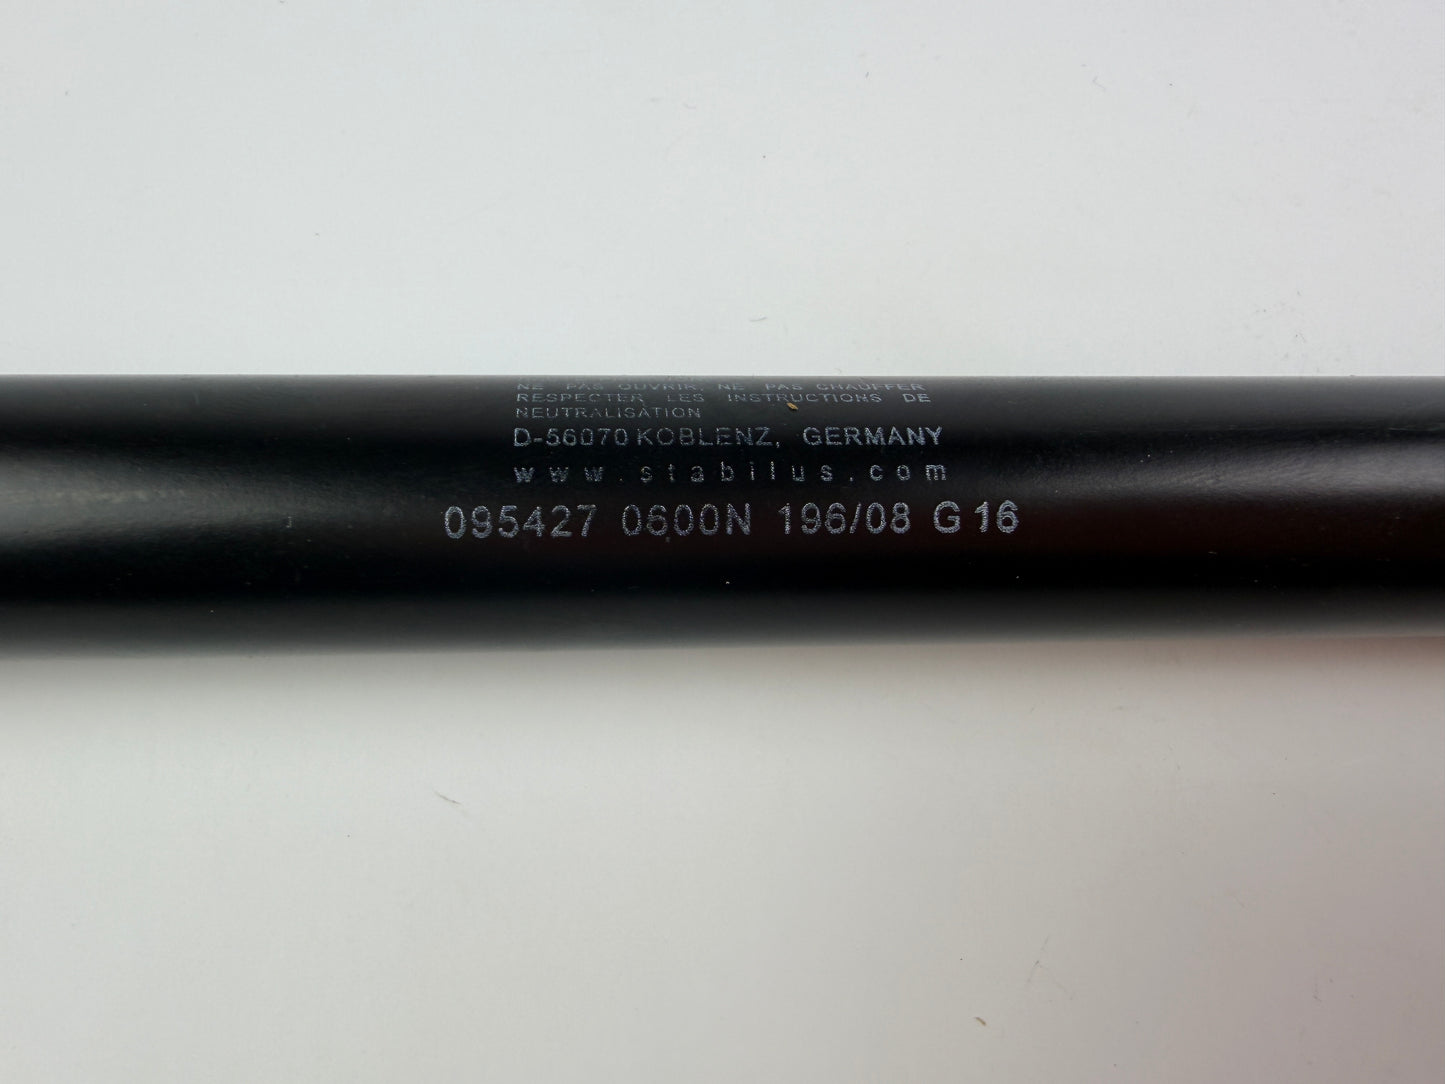 NE PAS OUVRIR. NE PAS CHAUFFER
RESPECTER LES INSTRUCTIONS DE
NEUTRALISATION
D-56070 KOBLENZ, GERMANY
www.stabilus.com
095427 0600N 196/08 G 16